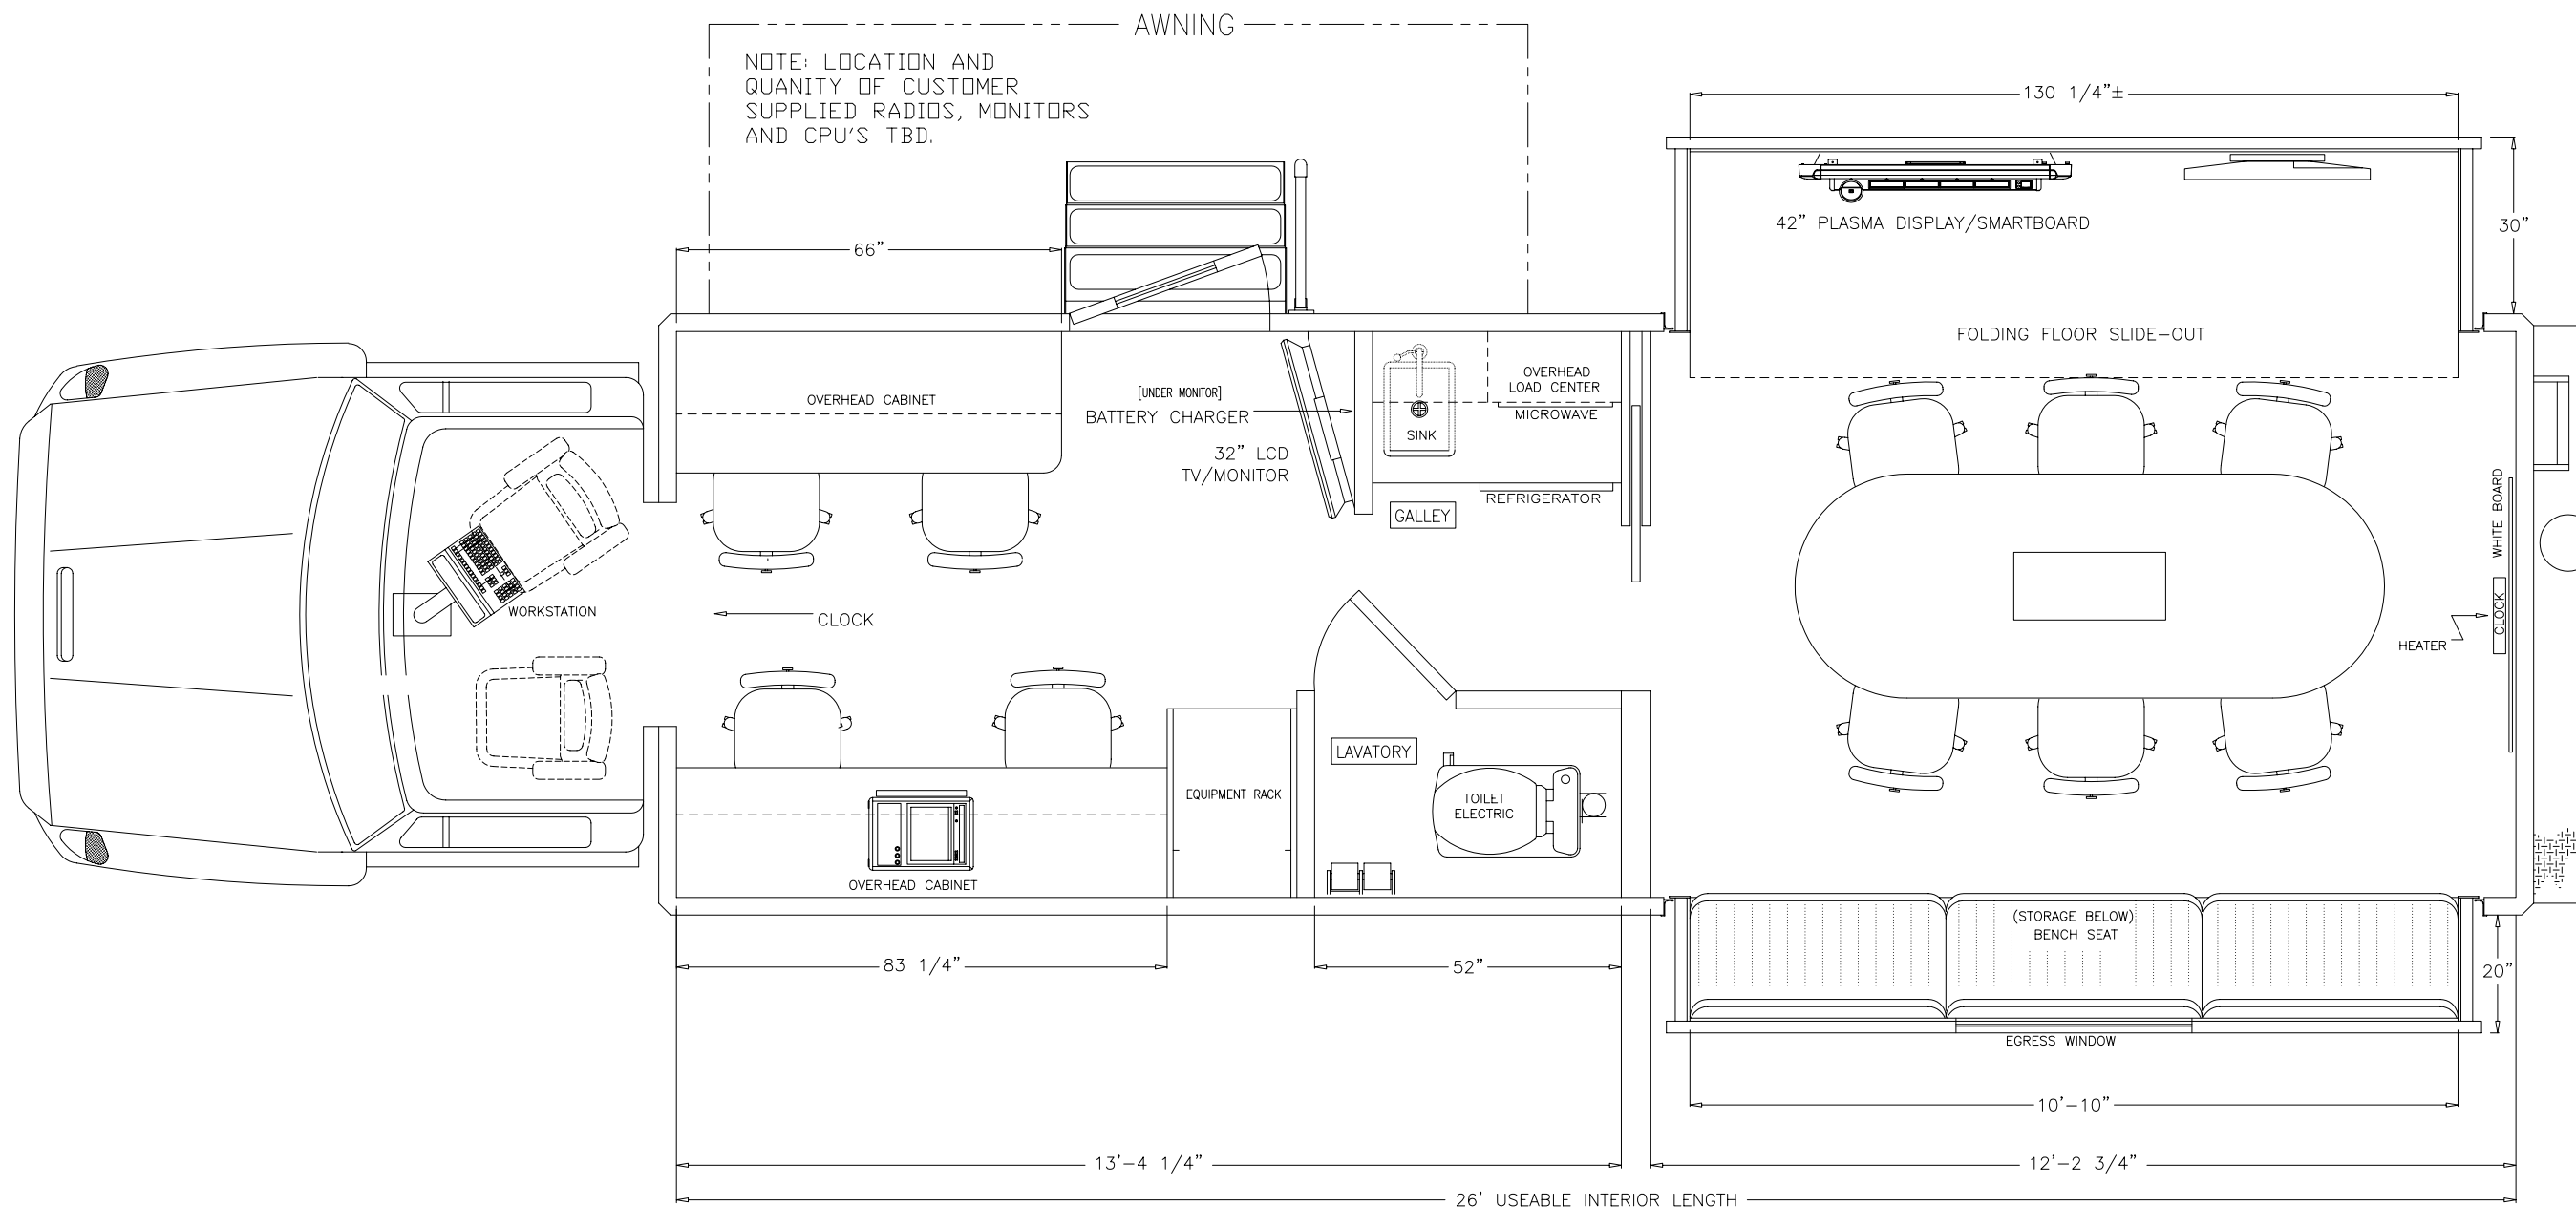 AWNING
NOTE: LOCATION AND
QUANITY OF CUSTOMER
SUPPLIED RADIOS, MONITORS
AND CPU'S TBD.
130 1/4"±
42" PLASMA DISPLAY/SMARTBOARD
30"
66"
FOLDING FLOOR SLIDE-OUT
OVERHEAD CABINET
[UNDER MONITOR]
BATTERY CHARGER
32" LCD
TV/MONITOR
OVERHEAD
LOAD CENTER
MICROWAVE
SINK
REFRIGERATOR
GALLEY
WHITE BOARD
CLOCK
HEATER
WORKSTATION
CLOCK
LAVATORY
EQUIPMENT RACK
TOILET
ELECTRIC
OVERHEAD CABINET
(STORAGE BELOW)
BENCH SEAT
83 1/4"
52"
20"
EGRESS WINDOW
10'-10"
13'-4 1/4"
12'-2 3/4"
26' USEABLE INTERIOR LENGTH